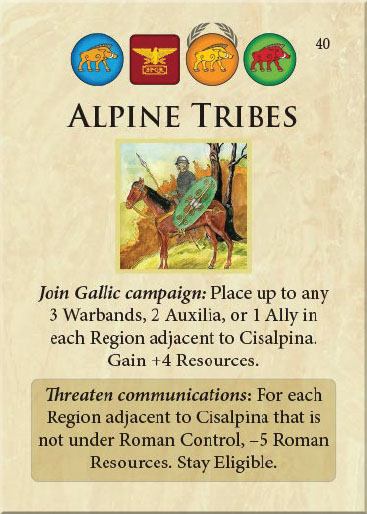 40
SPQR
ALPINE TRIBES
Join Gallic campaign: Place up to any
3 Warbands, 2 Auxilia, or 1 Ally in
each Region adjacent to Cisalpina.
Gain +4 Resources.
Threaten communications: For each
Region adjacent to Cisalpina that is
not under Roman Control, –5 Roman
Resources. Stay Eligible.